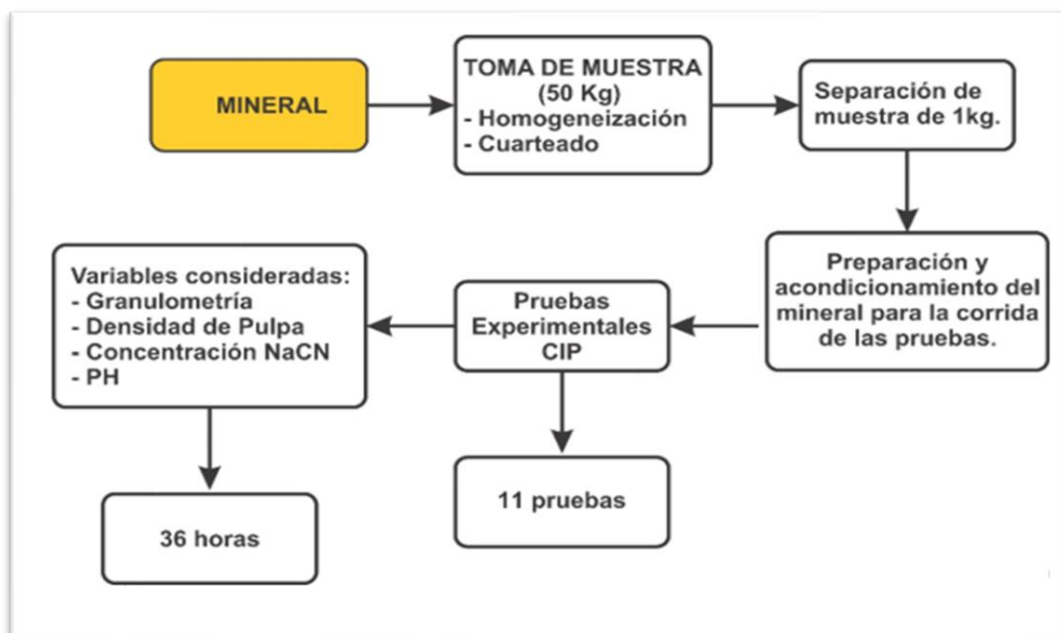 MINERAL
TOMA DE MUESTRA
(50 Kg)
- Homogeneización
- Cuarteado
Separación de
muestra de 1kg.
Preparación y
acondicionamiento del
mineral para la corrida
de las pruebas.
Pruebas
Experimentales
CIP
Variables consideradas:
- Granulometría
- Densidad de Pulpa
- Concentración NaCN
- PH
11 pruebas
36 horas